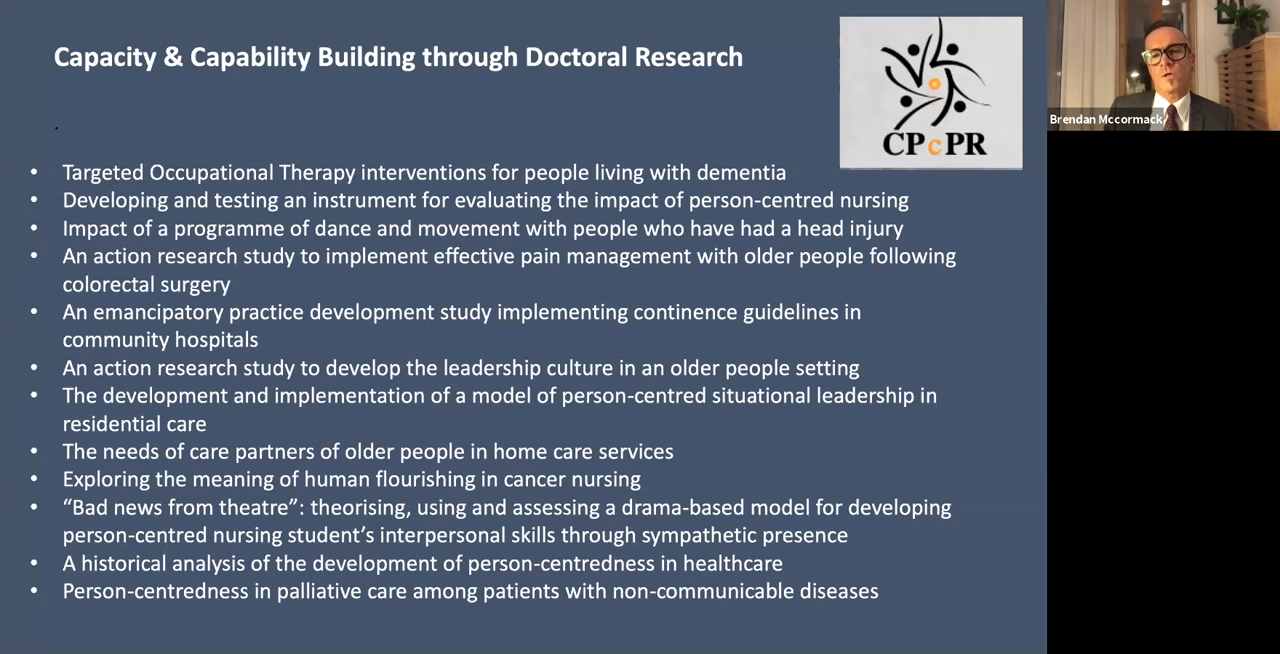 Capacity & Capability Building through Doctoral Research
.
CPcPR
Brendan Mccormack
• Targeted Occupational Therapy interventions for people living with dementia
• Developing and testing an instrument for evaluating the impact of person-centred nursing
• Impact of a programme of dance and movement with people who have had a head injury
• An action research study to implement effective pain management with older people following
colorectal surgery
• An emancipatory practice development study implementing continence guidelines in
community hospitals
• An action research study to develop the leadership culture in an older people setting
• The development and implementation of a model of person-centred situational leadership in
residential care
• The needs of care partners of older people in home care services
• Exploring the meaning of human flourishing in cancer nursing
• “Bad news from theatre”: theorising, using and assessing a drama-based model for developing
person-centred nursing student’s interpersonal skills through sympathetic presence
• A historical analysis of the development of person-centredness in healthcare
• Person-centredness in palliative care among patients with non-communicable diseases